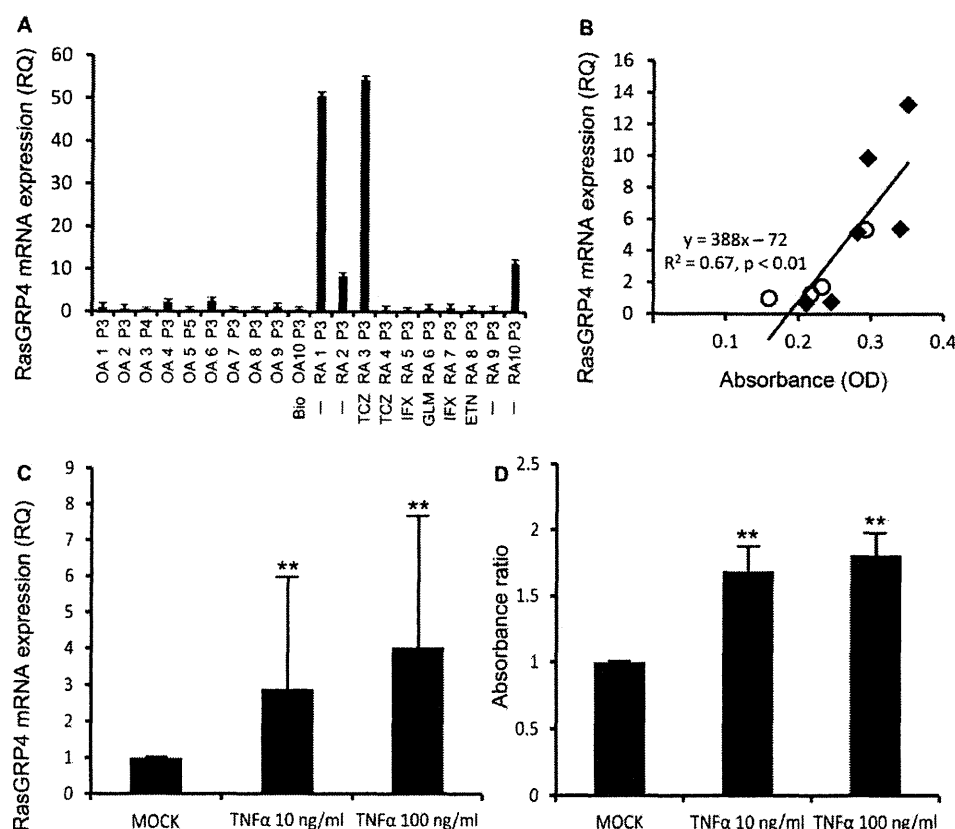 A
RasGRP4 mRNA expression (RQ)
60
50
40
30
20
10
0
OA 1 P3
OA 2 P3
OA 3 P4
OA 4 P3
OA 5 P5
OA 6 P3
OA 7 P3
OA 8 P3
OA 9 P3
OA10 P3
Bio
RA 1 P3
—
RA 2 P3
—
RA 3 P3
TCZ
RA 4 P3
TCZ
RA 5 P3
IFX
RA 6 P3
GLM
RA 7 P3
IFX
RA 8 P3
ETN
RA 9 P3
—
RA10 P3
—
B
RasGRP4 mRNA expression (RQ)
16
14
12
10
8
6
4
2
0
y = 388x – 72
R² = 0.67, p < 0.01
0.1 0.2 0.3 0.4
Absorbance (OD)
C
RasGRP4 mRNA expression (RQ)
9
8
7
6
5
4
3
2
1
0
**
**
MOCK TNFα 10 ng/ml TNFα 100 ng/ml
D
Absorbance ratio
2.5
2
1.5
1
0.5
0
**
**
MOCK TNFα 10 ng/ml TNFα 100 ng/ml